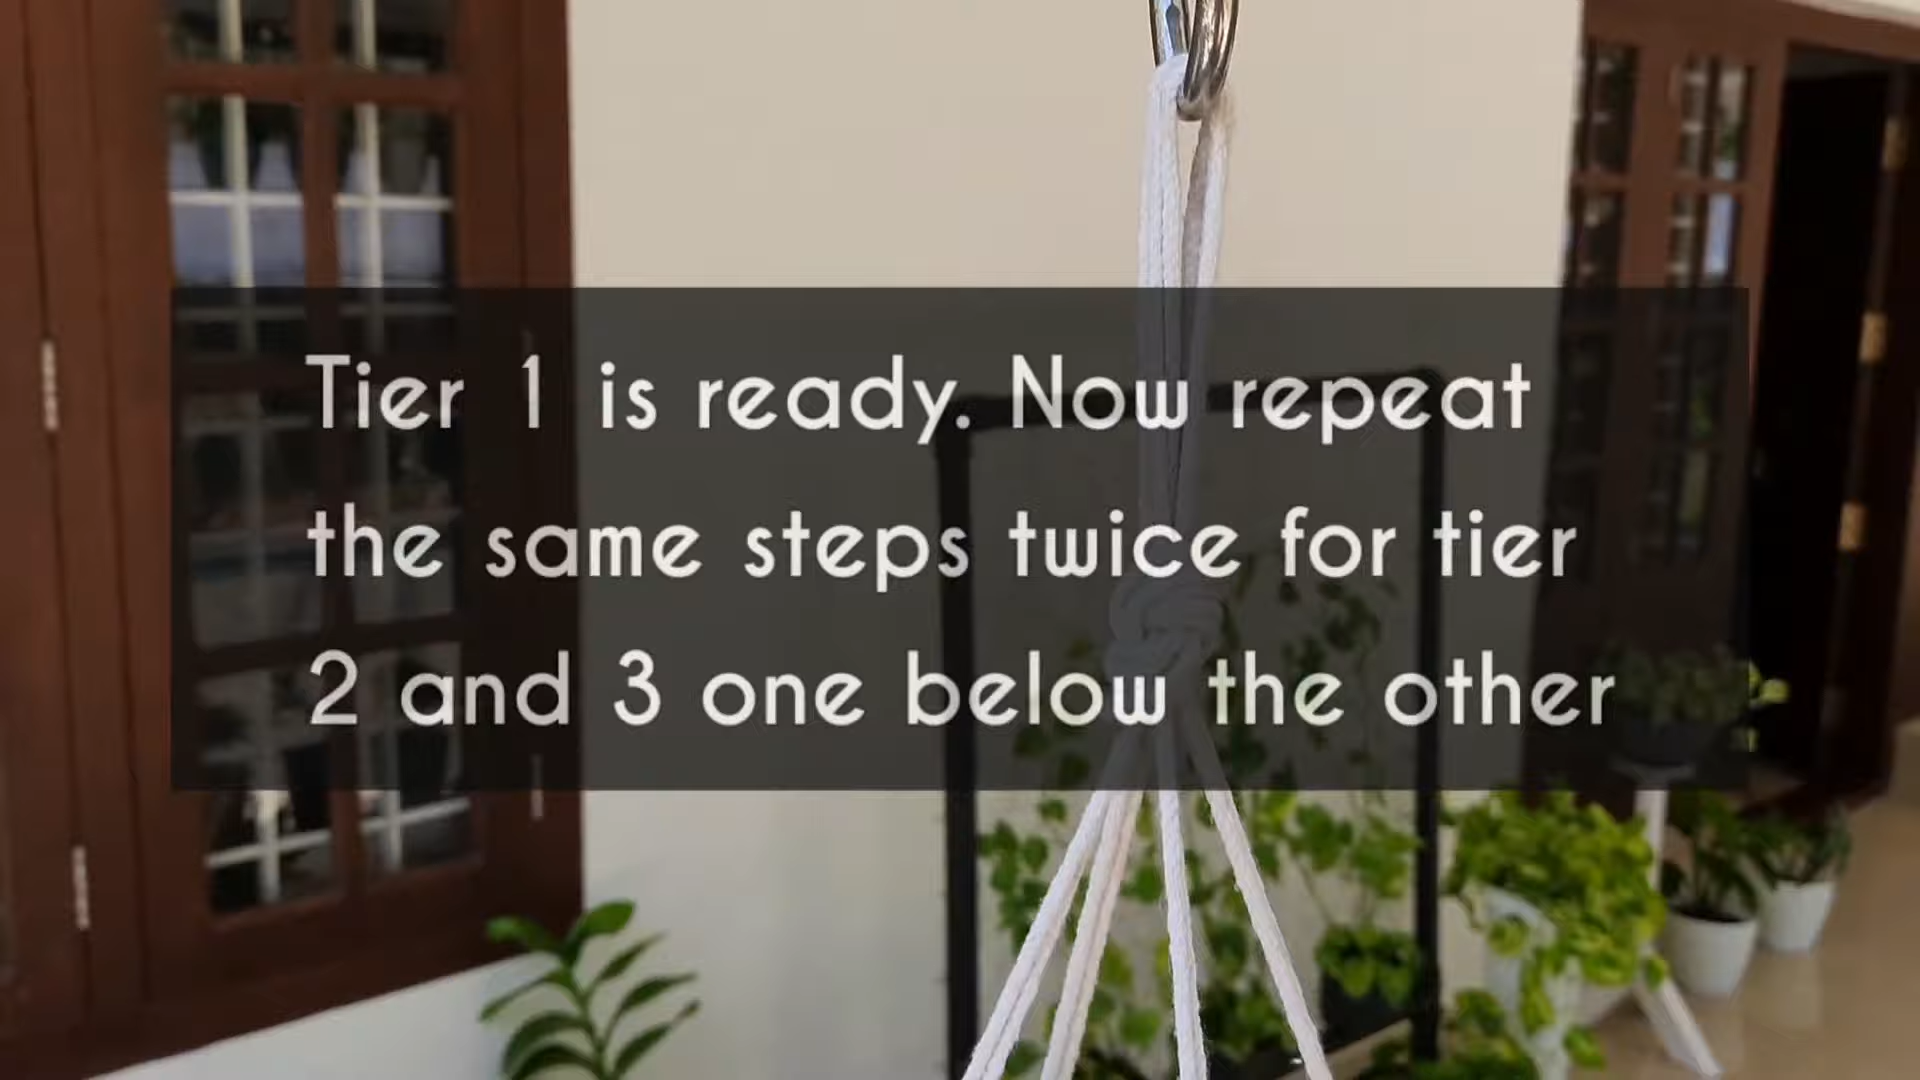 Tier 1 is ready. Now repeat
the same steps twice for tier
2 and 3 one below the other